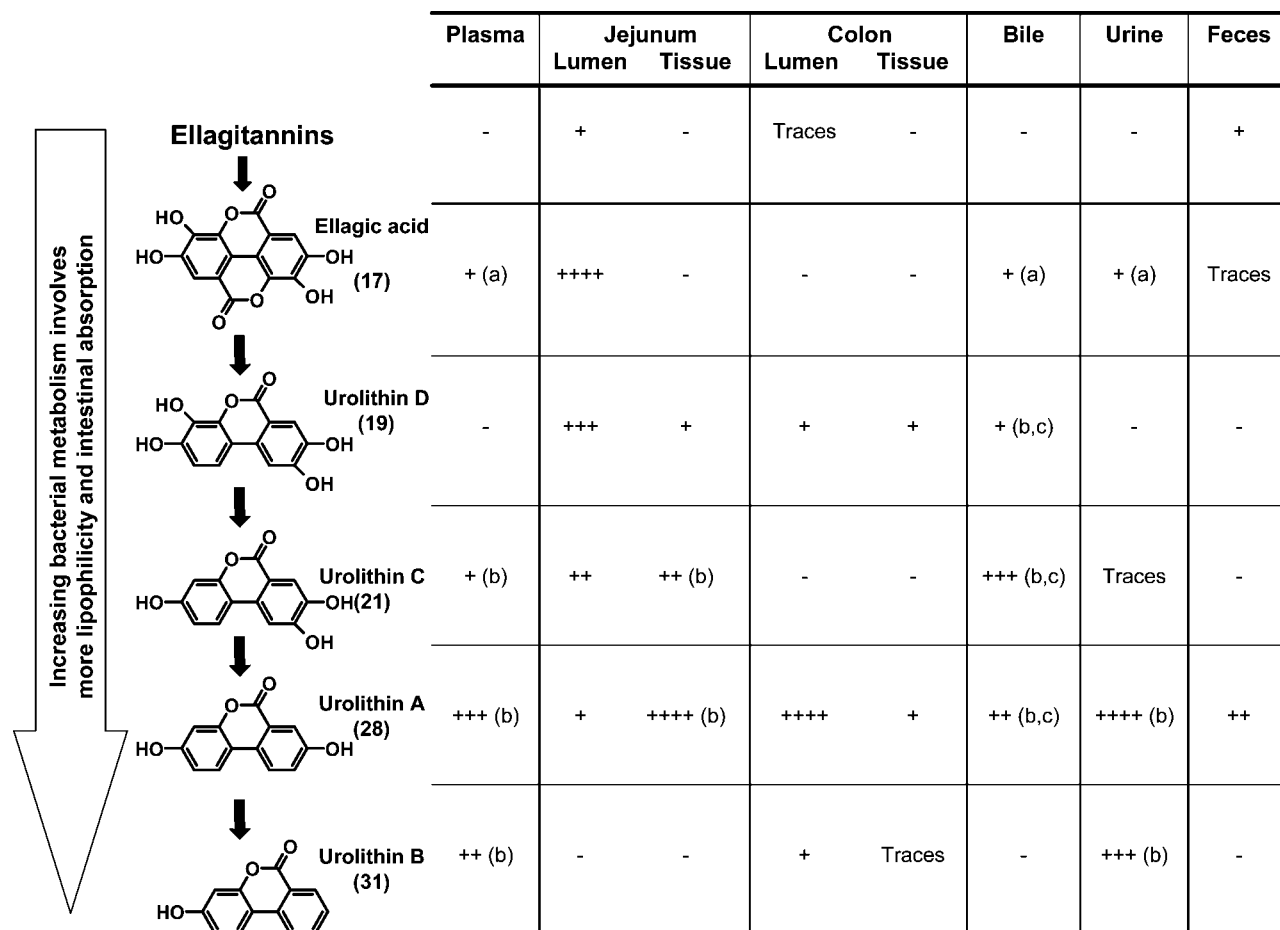 Plasma Jejunum Colon Bile Urine Feces
Lumen Tissue Lumen Tissue
Increasing bacterial metabolism involves
more lipophilicity and intestinal absorption
Ellagitannins - + - Traces - - - +
O
O
HO
HO
Ellagic acid
(17)
OH
OH
O
O
+ (a) ++++ - - - + (a) + (a) Traces
O
O
HO
HO
Urolithin D
(19)
OH
OH
- +++ + + + + (b,c) - -
O
O
HO
Urolithin C
OH(21)
OH
+ (b) ++ ++ (b) - - +++ (b,c) Traces -
O
O
HO
Urolithin A
(28)
OH
+++ (b) + ++++ (b) ++++ + ++ (b,c) ++++ (b) ++
O
O
HO
Urolithin B
(31)
++ (b) - - + Traces - +++ (b) -